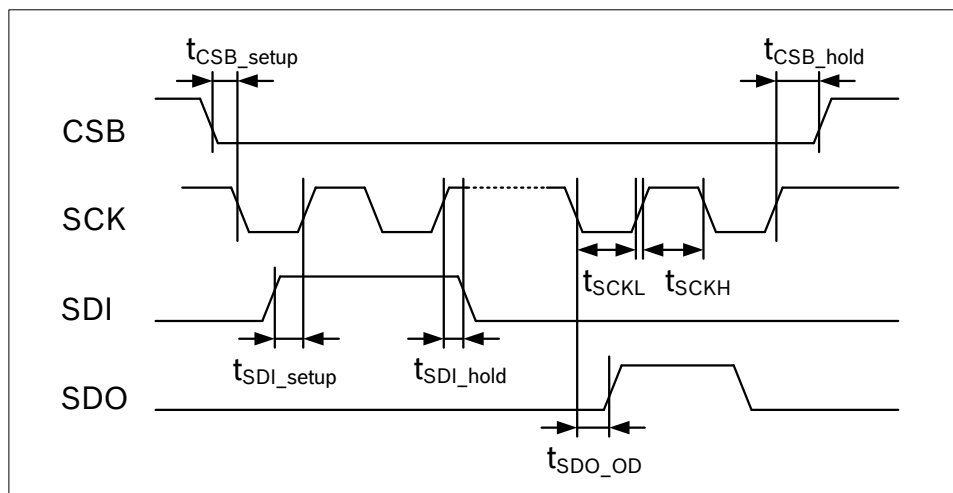 tCSB_setup
tCSB_hold
CSB
SCK
tSCKL
tSCKH
SDI
tSDI_setup
tSDI_hold
SDO
tSDO_OD